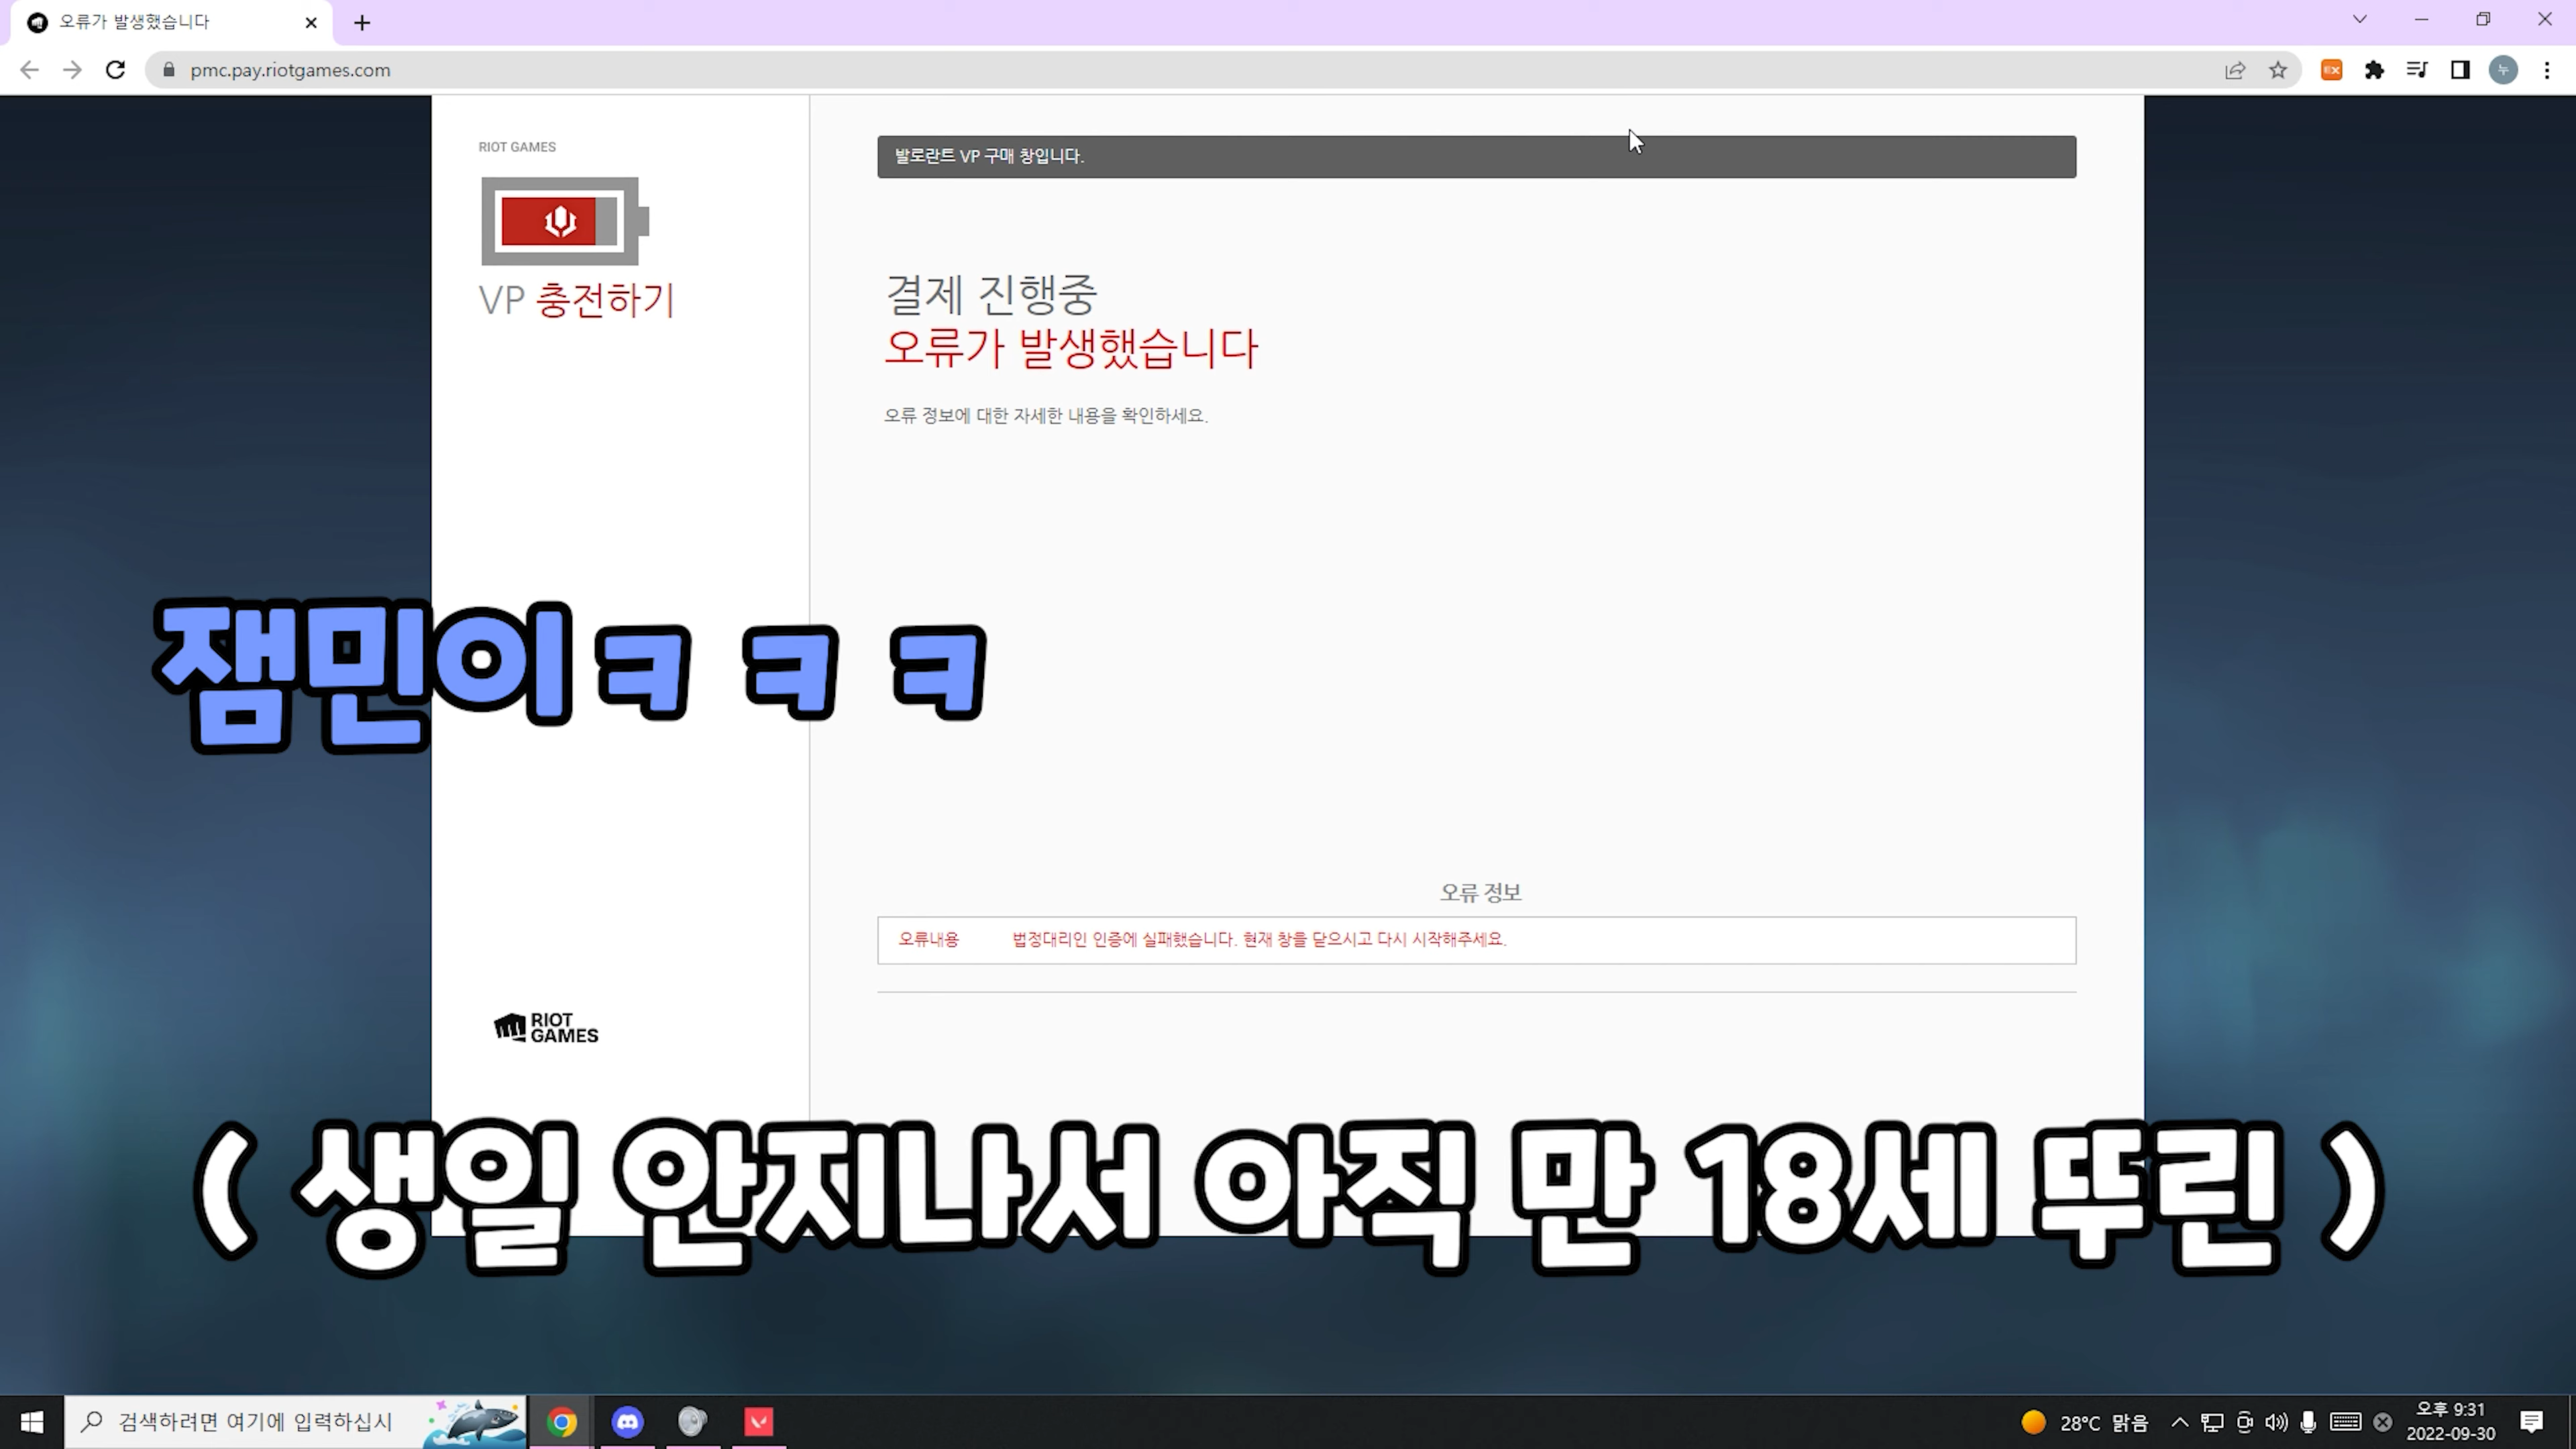 오류가 발생했습니다
pmc.pay.riotgames.com
RIOT GAMES
VP 충전하기
발로란트 VP 구매 창입니다.
결제 진행중
오류가 발생했습니다
오류 정보에 대한 자세한 내용을 확인하세요.
잼민이ㅋㅋㅋ
오류 정보
오류내용 법정대리인 인증에 실패했습니다. 현재 창을 닫으시고 다시 시작해주세요.
RIOT
GAMES
( 생일 안지나서 아직 만 18세 뚜린 )
검색하려면 여기에 입력하십시
28°C 맑음
오후 9:31
2022-09-30
EX
누